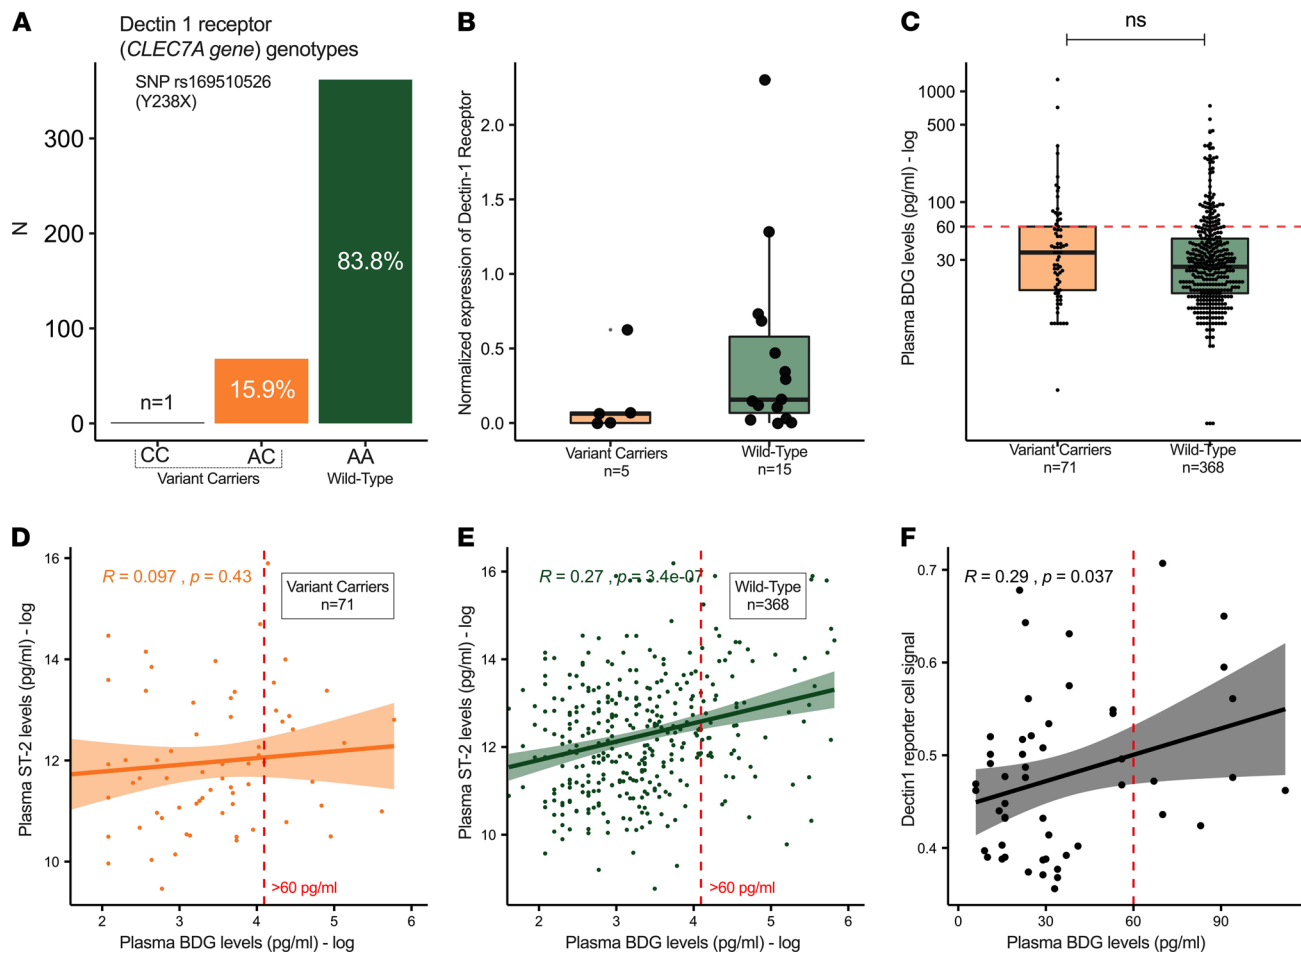 A
Dectin 1 receptor
(CLEC7A gene) genotypes
SNP rs169510526
(Y238X)
N
300
200
100
0
n=1
15.9%
83.8%
CC
AC
AA
Variant Carriers
Wild-Type
B
Normalized expression of Dectin-1 Receptor
2.0
1.5
1.0
0.5
0.0
Variant Carriers
n=5
Wild-Type
n=15
C
ns
Plasma BDG levels (pg/ml) - log
1000
500
100
60
30
Variant Carriers
n=71
Wild-Type
n=368
D
R = 0.097 , p = 0.43
Variant Carriers
n=71
Plasma ST-2 levels (pg/ml) - log
16
14
12
10
>60 pg/ml
2
3
4
5
6
Plasma BDG levels (pg/ml) - log
E
R = 0.27 , p = 3.4e-07
Wild-Type
n=368
Plasma ST-2 levels (pg/ml) - log
16
14
12
10
>60 pg/ml
2
3
4
5
6
Plasma BDG levels (pg/ml) - log
F
R = 0.29 , p = 0.037
Dectin1 reporter cell signal
0.7
0.6
0.5
0.4
0
30
60
90
Plasma BDG levels (pg/ml)